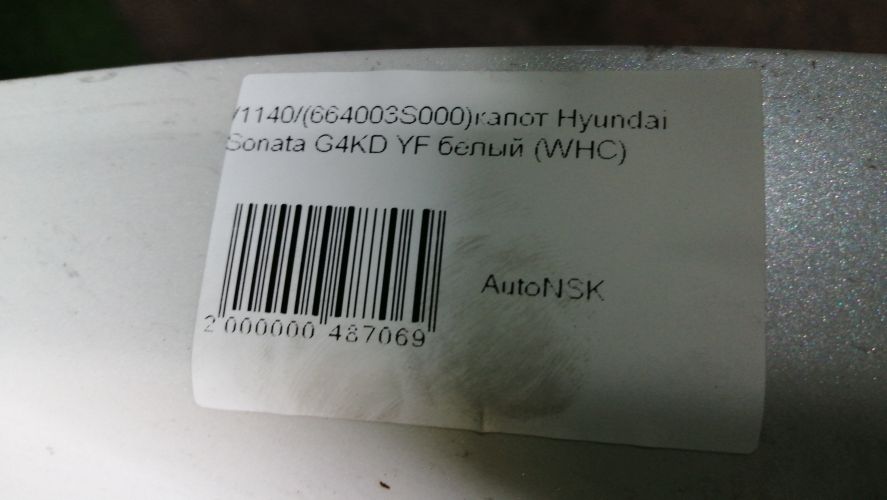 /1140/(664003S000)капот Hyundai
Sonata G4KD YF белый (WHC)
AutoNSK
2 000000 487069